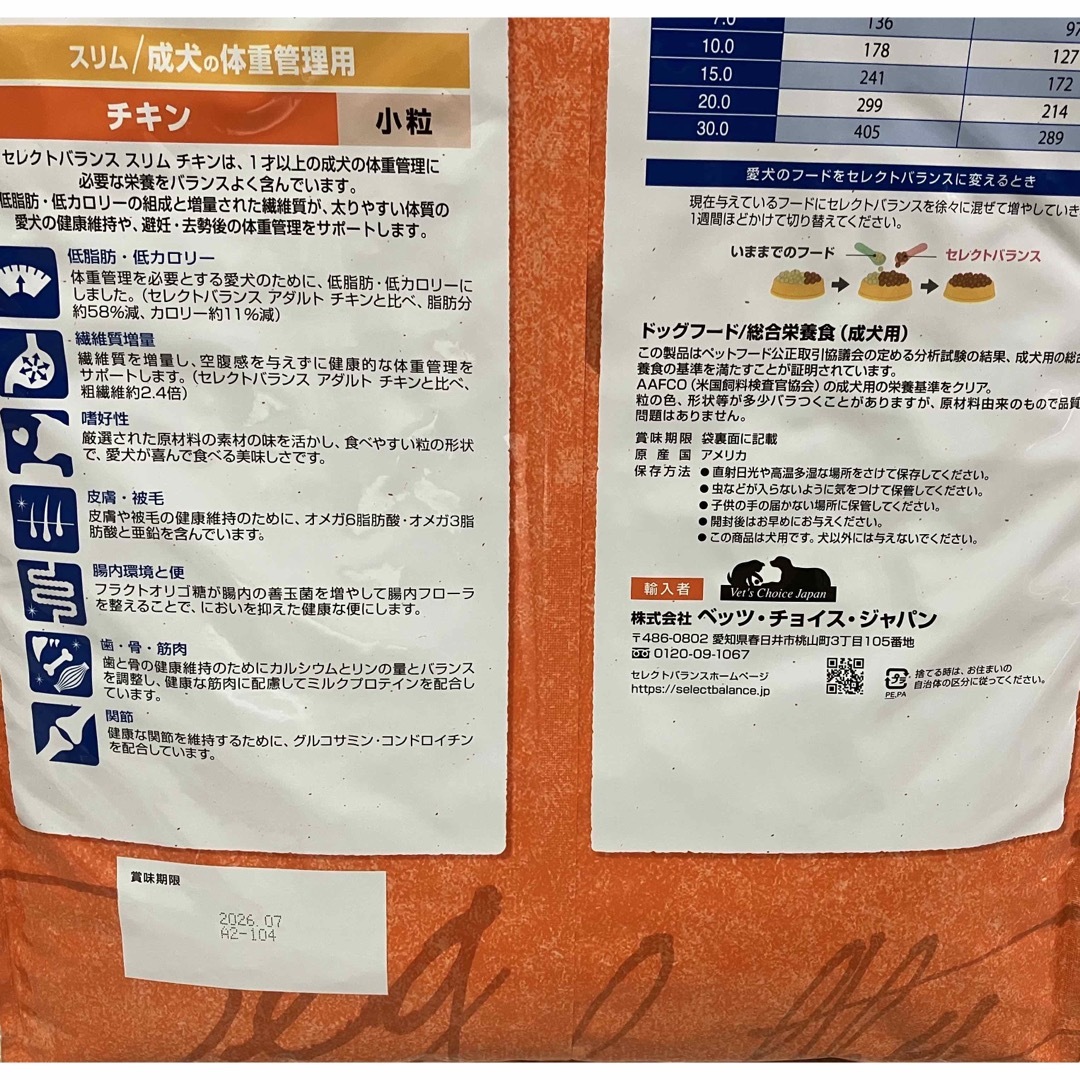 スリム/成犬の体重管理用
チキン 小粒
セレクトバランス スリム チキンは、1才以上の成犬の体重管理に
必要な栄養をバランスよく含んでいます。
低脂肪・低カロリーの組成と増量された繊維質が、太りやすい体質の
愛犬の健康維持や、避妊・去勢後の体重管理をサポートします。
低脂肪・低カロリー
体重管理を必要とする愛犬のために、低脂肪・低カロリーに
しました。(セレクトバランス アダルト チキンと比べ、脂肪分
約58%減、カロリー約11%減)
繊維質増量
繊維質を増量し、空腹感を与えずに健康的な体重管理を
サポートします。(セレクトバランス アダルト チキンと比べ、
粗繊維約2.4倍)
嗜好性
厳選された原材料の素材の味を活かし、食べやすい粒の形状
で、愛犬が喜んで食べる美味しさです。
皮膚・被毛
皮膚や被毛の健康維持のために、オメガ6脂肪酸・オメガ3脂
肪酸と亜鉛を含んでいます。
腸内環境と便
フラクトオリゴ糖が腸内の善玉菌を増やして腸内フローラ
を整えることで、においを抑えた健康な便にします。
歯・骨・筋肉
歯と骨の健康維持のためにカルシウムとリンの量とバランス
を調整し、健康な筋肉に配慮してミルクプロテインを配合し
ています。
関節
健康な関節を維持するために、グルコサミン・コンドロイチン
を配合しています。
賞味期限
2026.07
A2-104
7.0 136 97
10.0 178 127
15.0 241 172
20.0 299 214
30.0 405 289
愛犬のフードをセレクトバランスに変えるとき
現在与えているフードにセレクトバランスを徐々に混ぜて増やしていき
1週間ほどかけて切り替えてください。
いままでのフード セレクトバランス
ドッグフード/総合栄養食(成犬用)
この製品はペットフード公正取引協議会の定める分析試験の結果、成犬用の総合
養食の基準を満たすことが証明されています。
AAFCO(米国飼料検査官協会)の成犬用の栄養基準をクリア。
粒の色、形状等が多少バラつくことがありますが、原材料由来のもので品質
問題はありません。
賞味期限 袋裏面に記載
原産国 アメリカ
保存方法 ●直射日光や高温多湿な場所をさけて保存してください。
●虫などが入らないように気をつけて保管してください。
●子供の手の届かない場所に保管してください。
●開封後はお早めにお与えください。
●この商品は犬用です。犬以外には与えないでください。
輸入者 Vet's Choice Japan
株式会社 ベッツ・チョイス・ジャパン
〒486-0802 愛知県春日井市桃山町3丁目105番地
0120-09-1067
セレクトバランスホームページ
https://selectbalance.jp
プラ
PE,PA
捨てる時は、お住まいの
自治体の区分に従ってください。